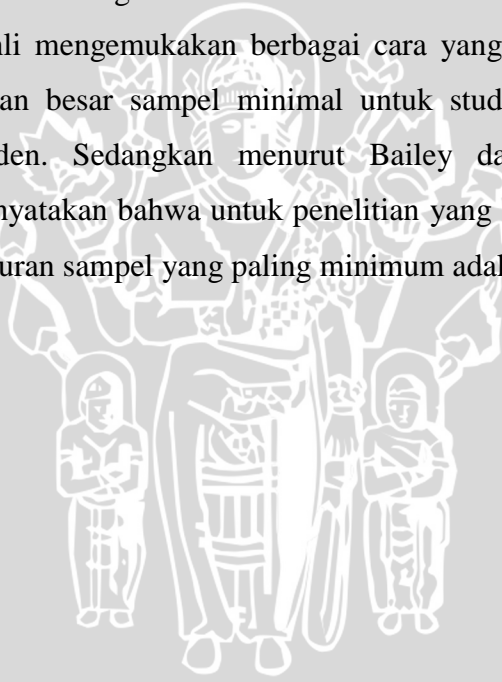 hli mengemukakan berbagai cara yang
an besar sampel minimal untuk stud
den. Sedangkan menurut Bailey da
nyatakan bahwa untuk penelitian yang
uran sampel yang paling minimum adal